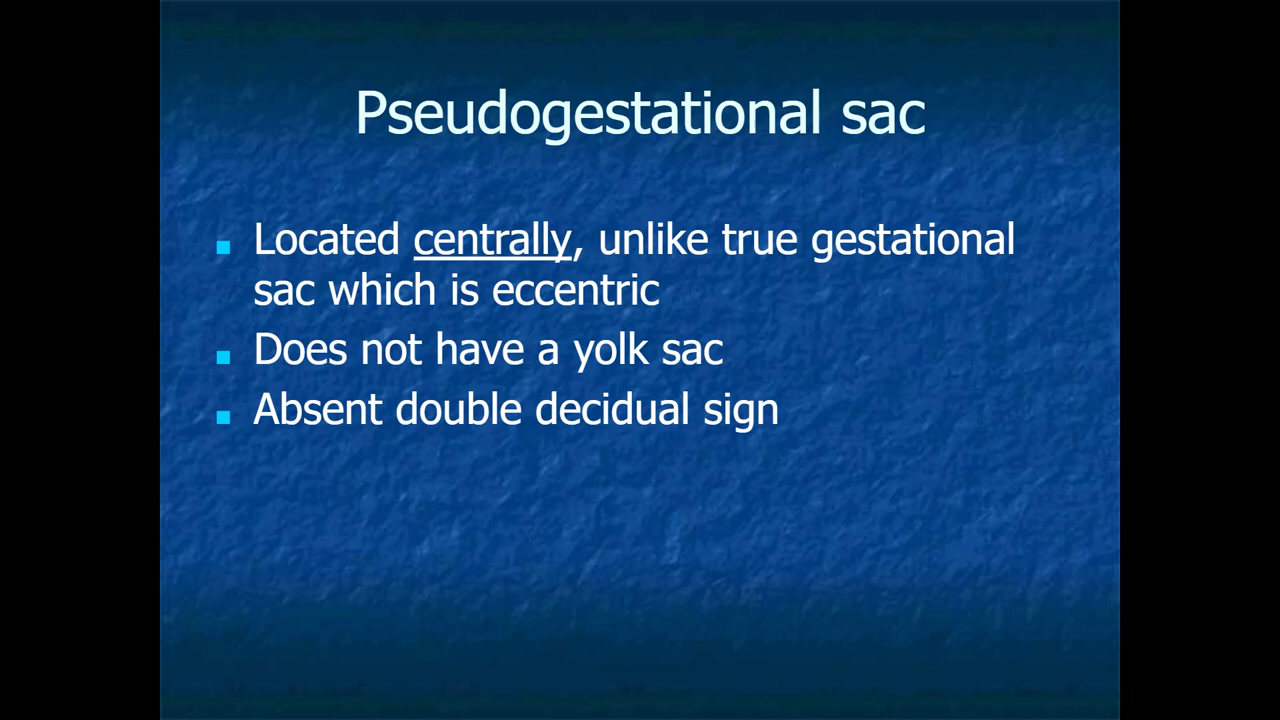 Pseudogestational sac
Located centrally, unlike true gestational
sac which is eccentric
Does not have a yolk sac
Absent double decidual sign